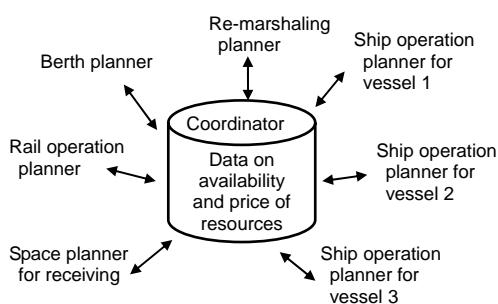 Re-marshaling
planner
Ship operation
planner for
vessel 1
Berth planner
Coordinator
Data on
availability
and price of
resources
Rail operation
planner
Ship operation
planner for
vessel 2
Space planner
for receiving
Ship operation
planner for
vessel 3